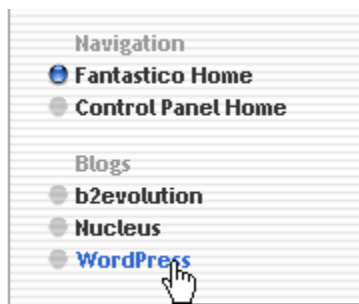 Navigation
Fantastico Home
Control Panel Home
Blogs
b2evolution
Nucleus
WordPress